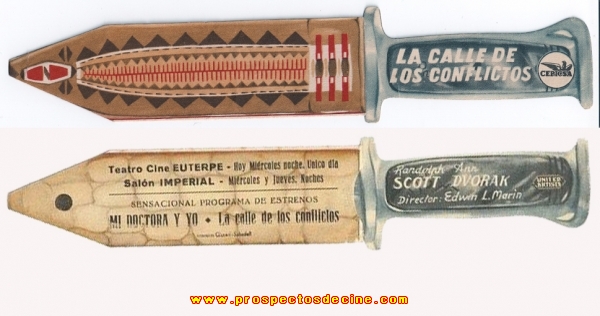 LA CALLE DE
LOS CONFLICTOS
CEPICSA
Teatro Cine EUTERPE - Hoy Miércoles noche. Unico día
Salón IMPERIAL - Miércoles y Jueves, Noches
SENSACIONAL PROGRAMA DE ESTRENOS
MI DOCTORA Y YO - La calle de los conflictos
Randolph Ann
SCOTT DVORAK
Director: Edwin L. Marin
UNITED
ARTISTS
www.prospectosdecine.com